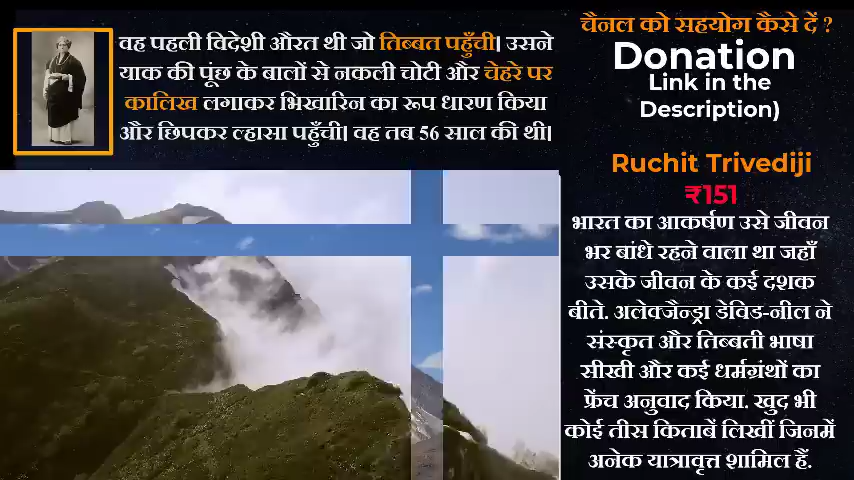 वह पहली विदेशी औरत थी जो तिब्बत पहुँची| उसने
याक की पूंछ के बालों से नकली चोटी और चेहरे पर
कालिख लगाकर भिखारिन का रूप धारण किया
और छिपकर ल्हासा पहुँची| वह तब 56 साल की थी|
चैनल को सहयोग कैसे दें ?
Donation
Link in the
Description)
Ruchit Trivediji
₹151
भारत का आकर्षण उसे जीवन
भर बांधे रहने वाला था जहाँ
उसके जीवन के कई दशक
बीते. अलेक्जैन्ड्रा डेविड-नील ने
संस्कृत और तिब्बती भाषा
सीखी और कई धर्मग्रंथों का
फ्रेंच अनुवाद किया. खुद भी
कोई तीस किताबें लिखीं जिनमें
अनेक यात्रावृत्त शामिल हैं.